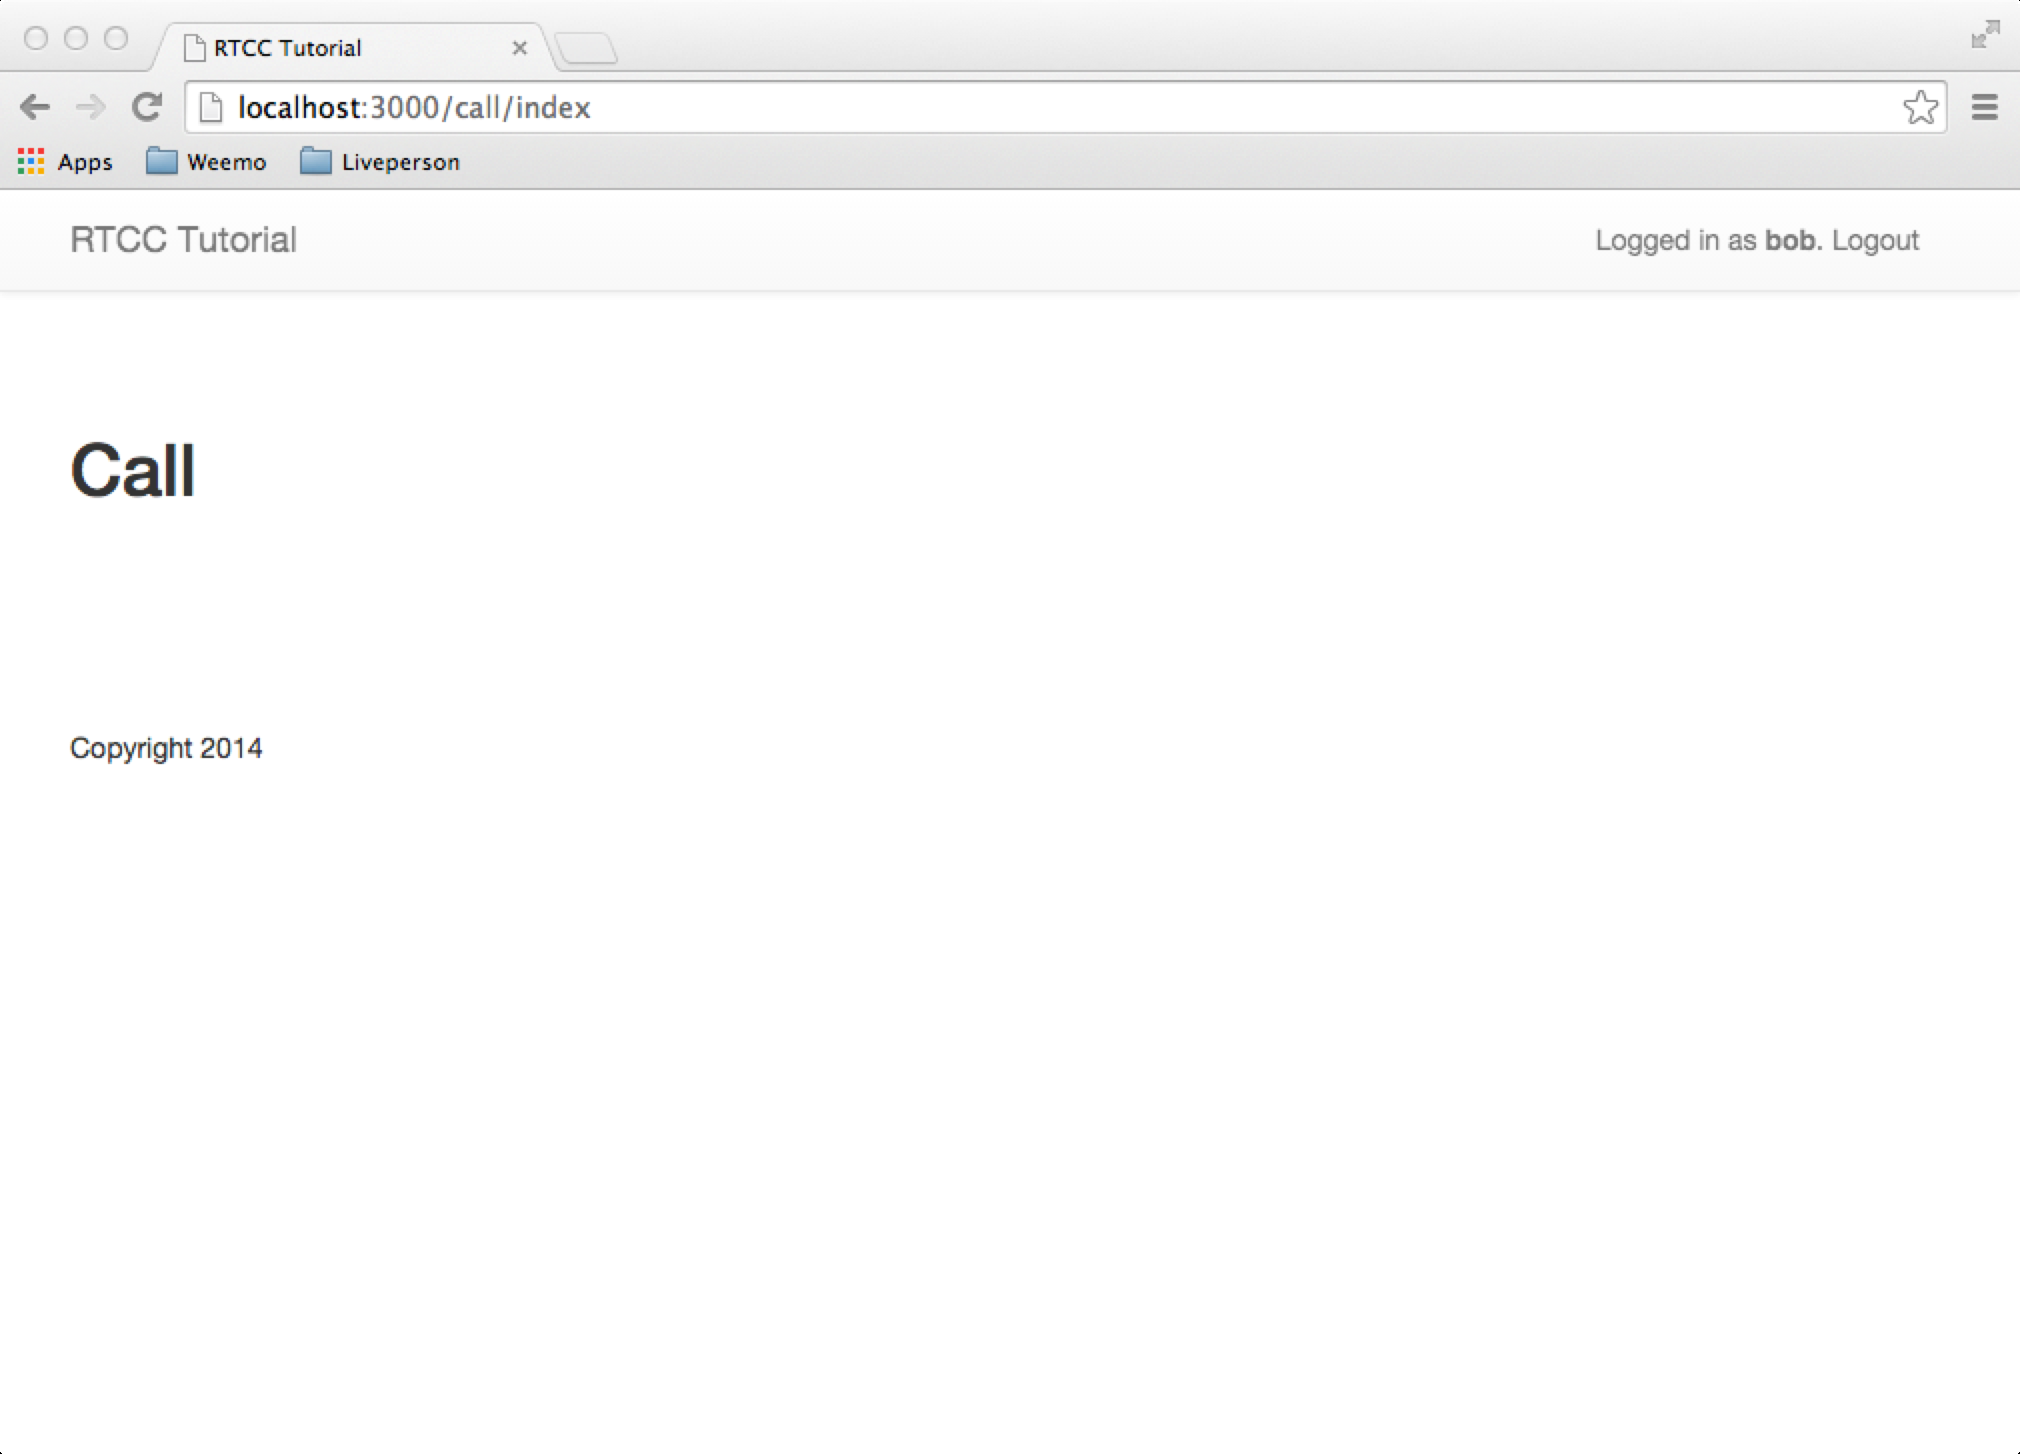 RTCC Tutorial
localhost:3000/call/index
Apps Weemo Liveperson
RTCC Tutorial Logged in as bob. Logout
Call
Copyright 2014